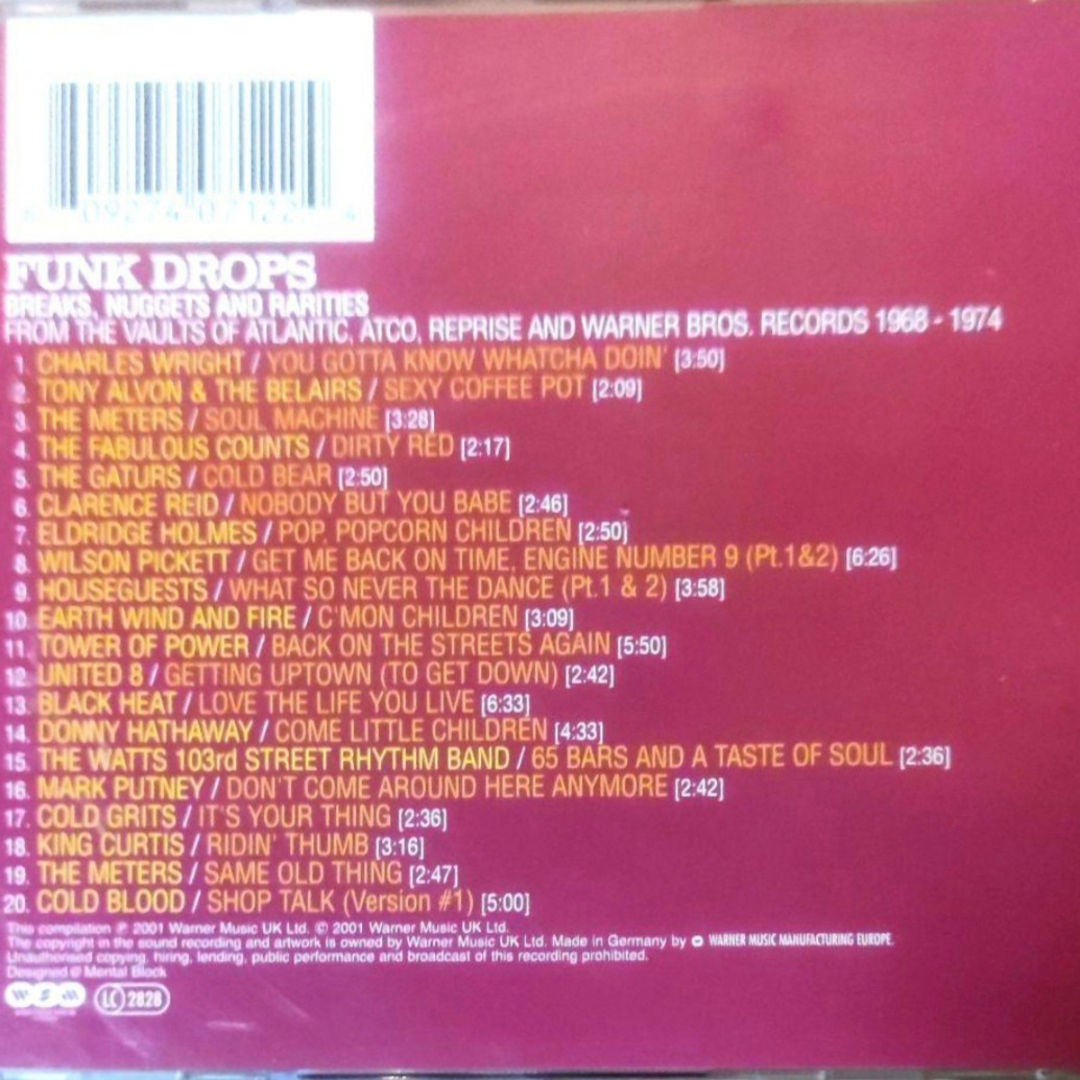 09274 07122 4
FUNK DROPS
BREAKS, NUGGETS AND RARITIES
FROM THE VAULTS OF ATLANTIC, ATCO, REPRISE AND WARNER BROS. RECORDS 1968 - 1974
1. CHARLES WRIGHT / YOU GOTTA KNOW WHATCHA DOIN' [3:50]
2. TONY ALVON & THE BELAIRS / SEXY COFFEE POT [2:09]
3. THE METERS / SOUL MACHINE [3:28]
4. THE FABULOUS COUNTS / DIRTY RED [2:17]
5. THE GATURS / COLD BEAR [2:50]
6. CLARENCE REID / NOBODY BUT YOU BABE [2:46]
7. ELDRIDGE HOLMES / POP, POPCORN CHILDREN [2:50]
8. WILSON PICKETT / GET ME BACK ON TIME, ENGINE NUMBER 9 (Pt.1&2) [6:26]
9. HOUSEGUESTS / WHAT SO NEVER THE DANCE (Pt.1 & 2) [3:58]
10. EARTH WIND AND FIRE / C'MON CHILDREN [3:09]
11. TOWER OF POWER / BACK ON THE STREETS AGAIN [5:50]
12. UNITED 8 / GETTING UPTOWN (TO GET DOWN) [2:42]
13. BLACK HEAT / LOVE THE LIFE YOU LIVE [6:33]
14. DONNY HATHAWAY / COME LITTLE CHILDREN [4:33]
15. THE WATTS 103rd STREET RHYTHM BAND / 65 BARS AND A TASTE OF SOUL [2:36]
16. MARK PUTNEY / DON'T COME AROUND HERE ANYMORE [2:42]
17. COLD GRITS / IT'S YOUR THING [2:36]
18. KING CURTIS / RIDIN' THUMB [3:16]
19. THE METERS / SAME OLD THING [2:47]
20. COLD BLOOD / SHOP TALK (Version #1) [5:00]
This compilation ℗ 2001 Warner Music UK Ltd. © 2001 Warner Music UK Ltd.
The copyright in the sound recording and artwork is owned by Warner Music UK Ltd. Made in Germany by WARNER MUSIC MANUFACTURING EUROPE.
Unauthorised copying, hiring, lending, public performance and broadcast of this recording prohibited.
Designed @ Mental Block
WSM LC 2828